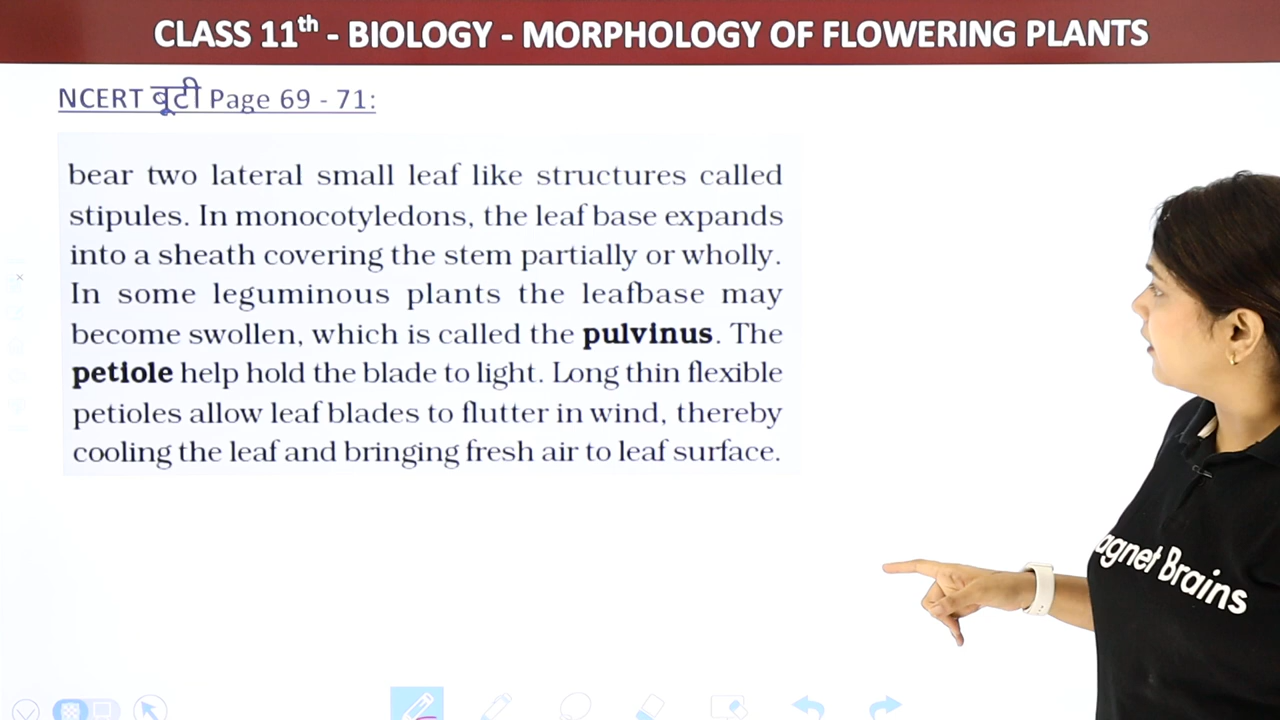 CLASS 11th - BIOLOGY - MORPHOLOGY OF FLOWERING PLANTS
NCERT बूटी Page 69 - 71:
bear two lateral small leaf like structures called
stipules. In monocotyledons, the leaf base expands
into a sheath covering the stem partially or wholly.
In some leguminous plants the leafbase may
become swollen, which is called the pulvinus. The
petiole help hold the blade to light. Long thin flexible
petioles allow leaf blades to flutter in wind, thereby
cooling the leaf and bringing fresh air to leaf surface.
agnet Brains